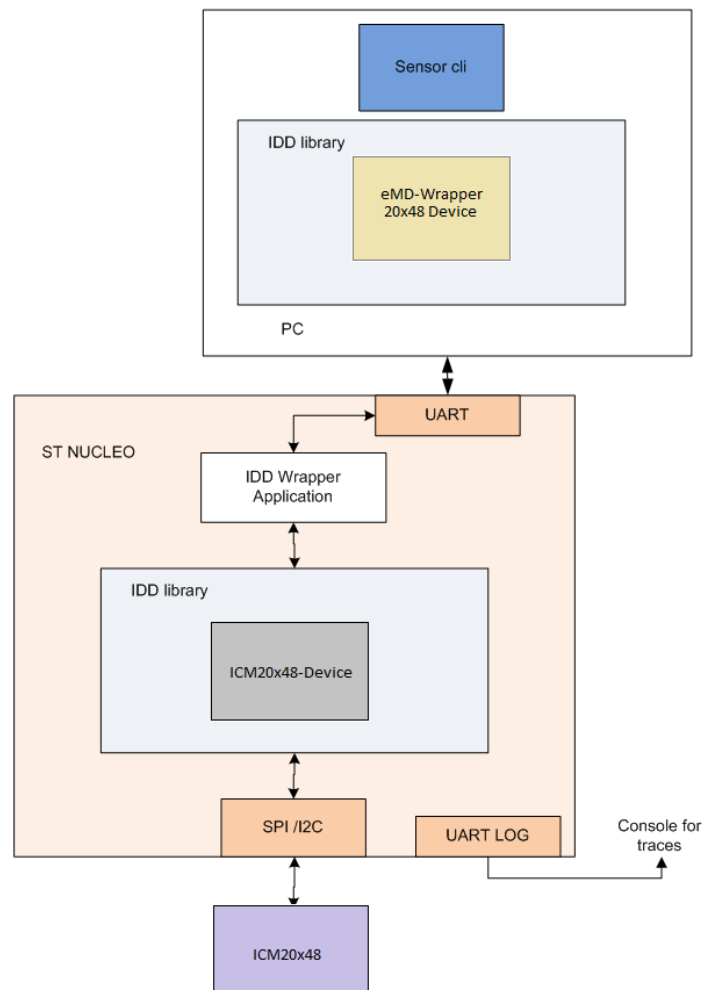 Sensor cli
IDD library
eMD-Wrapper
20x48 Device
PC
UART
ST NUCLEO
IDD Wrapper
Application
IDD library
ICM20x48-Device
SPI /I2C
UART LOG
Console for
traces
ICM20x48